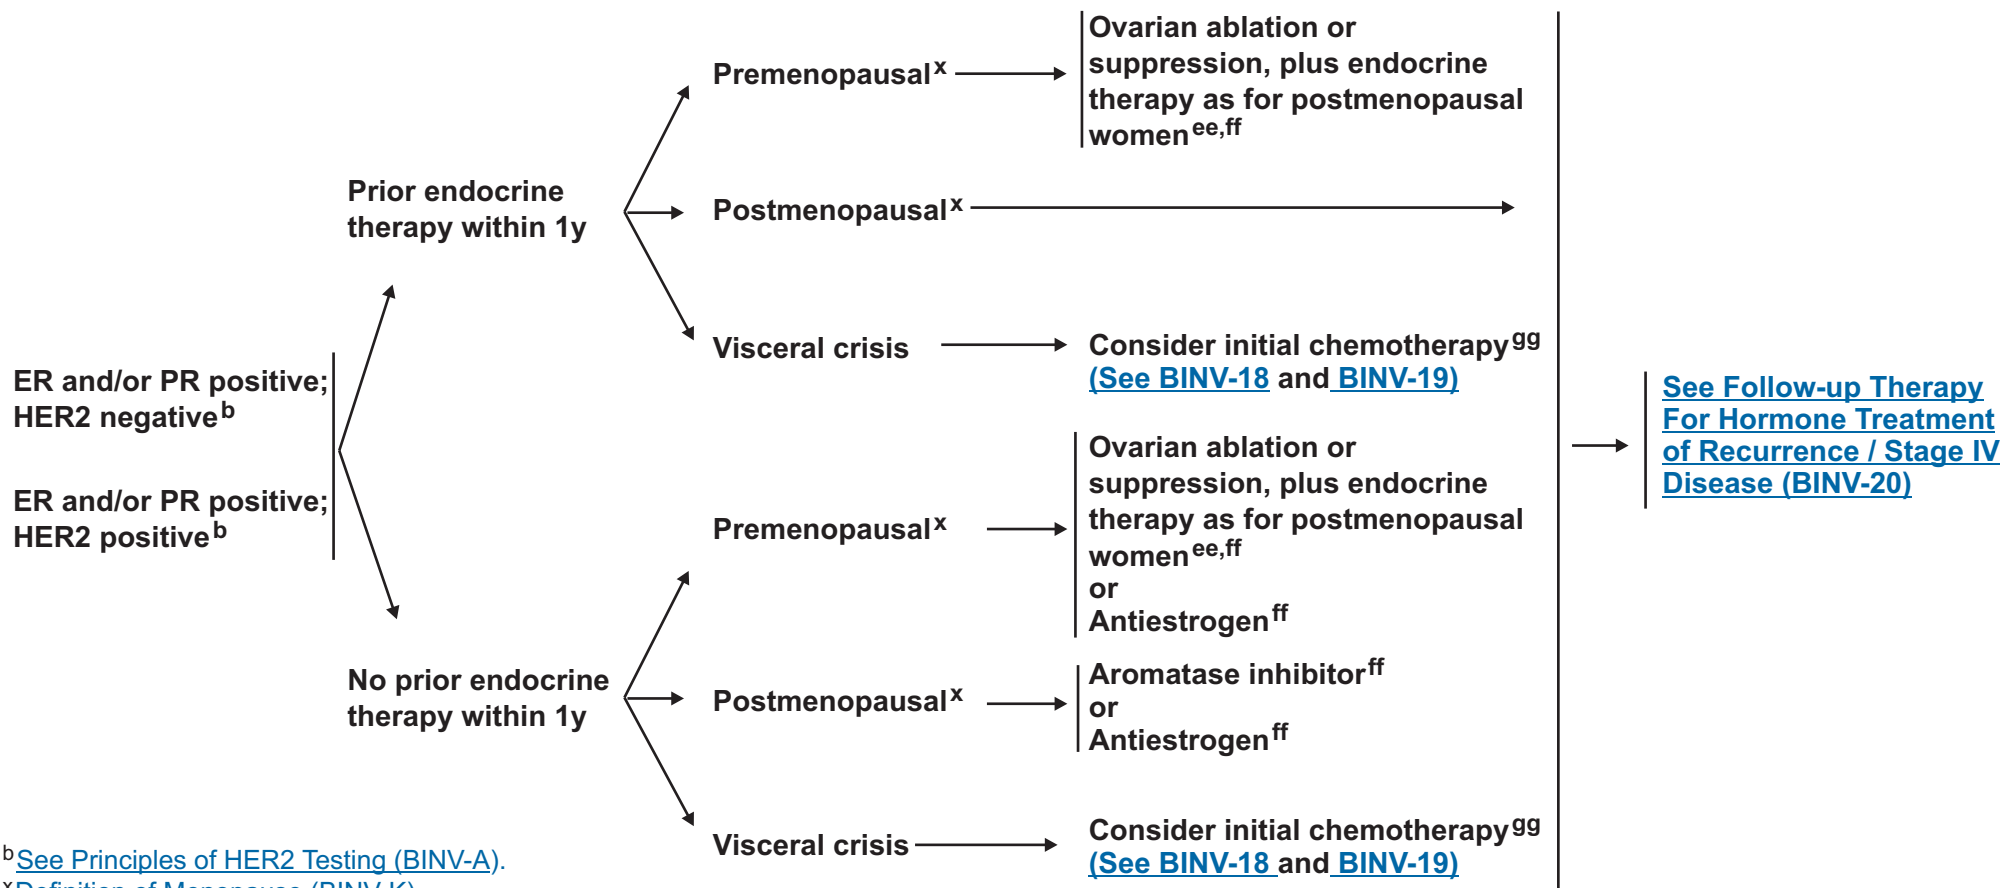 ER and/or PR positive;
HER2 negative b
ER and/or PR positive;
HER2 positive b
Prior endocrine
therapy within 1y
Premenopausal x
Ovarian ablation or
suppression, plus endocrine
therapy as for postmenopausal
women ee,ff
Postmenopausal x
Visceral crisis
Consider initial chemotherapy gg
(See BINV-18 and BINV-19)
No prior endocrine
therapy within 1y
Premenopausal x
Ovarian ablation or
suppression, plus endocrine
therapy as for postmenopausal
women ee,ff
or
Antiestrogen ff
Postmenopausal x
Aromatase inhibitor ff
or
Antiestrogen ff
Visceral crisis
Consider initial chemotherapy gg
(See BINV-18 and BINV-19)
See Follow-up Therapy
For Hormone Treatment
of Recurrence / Stage IV
Disease (BINV-20)
b See Principles of HER2 Testing (BINV-A).
x Definition of Menopause (BINV-K)